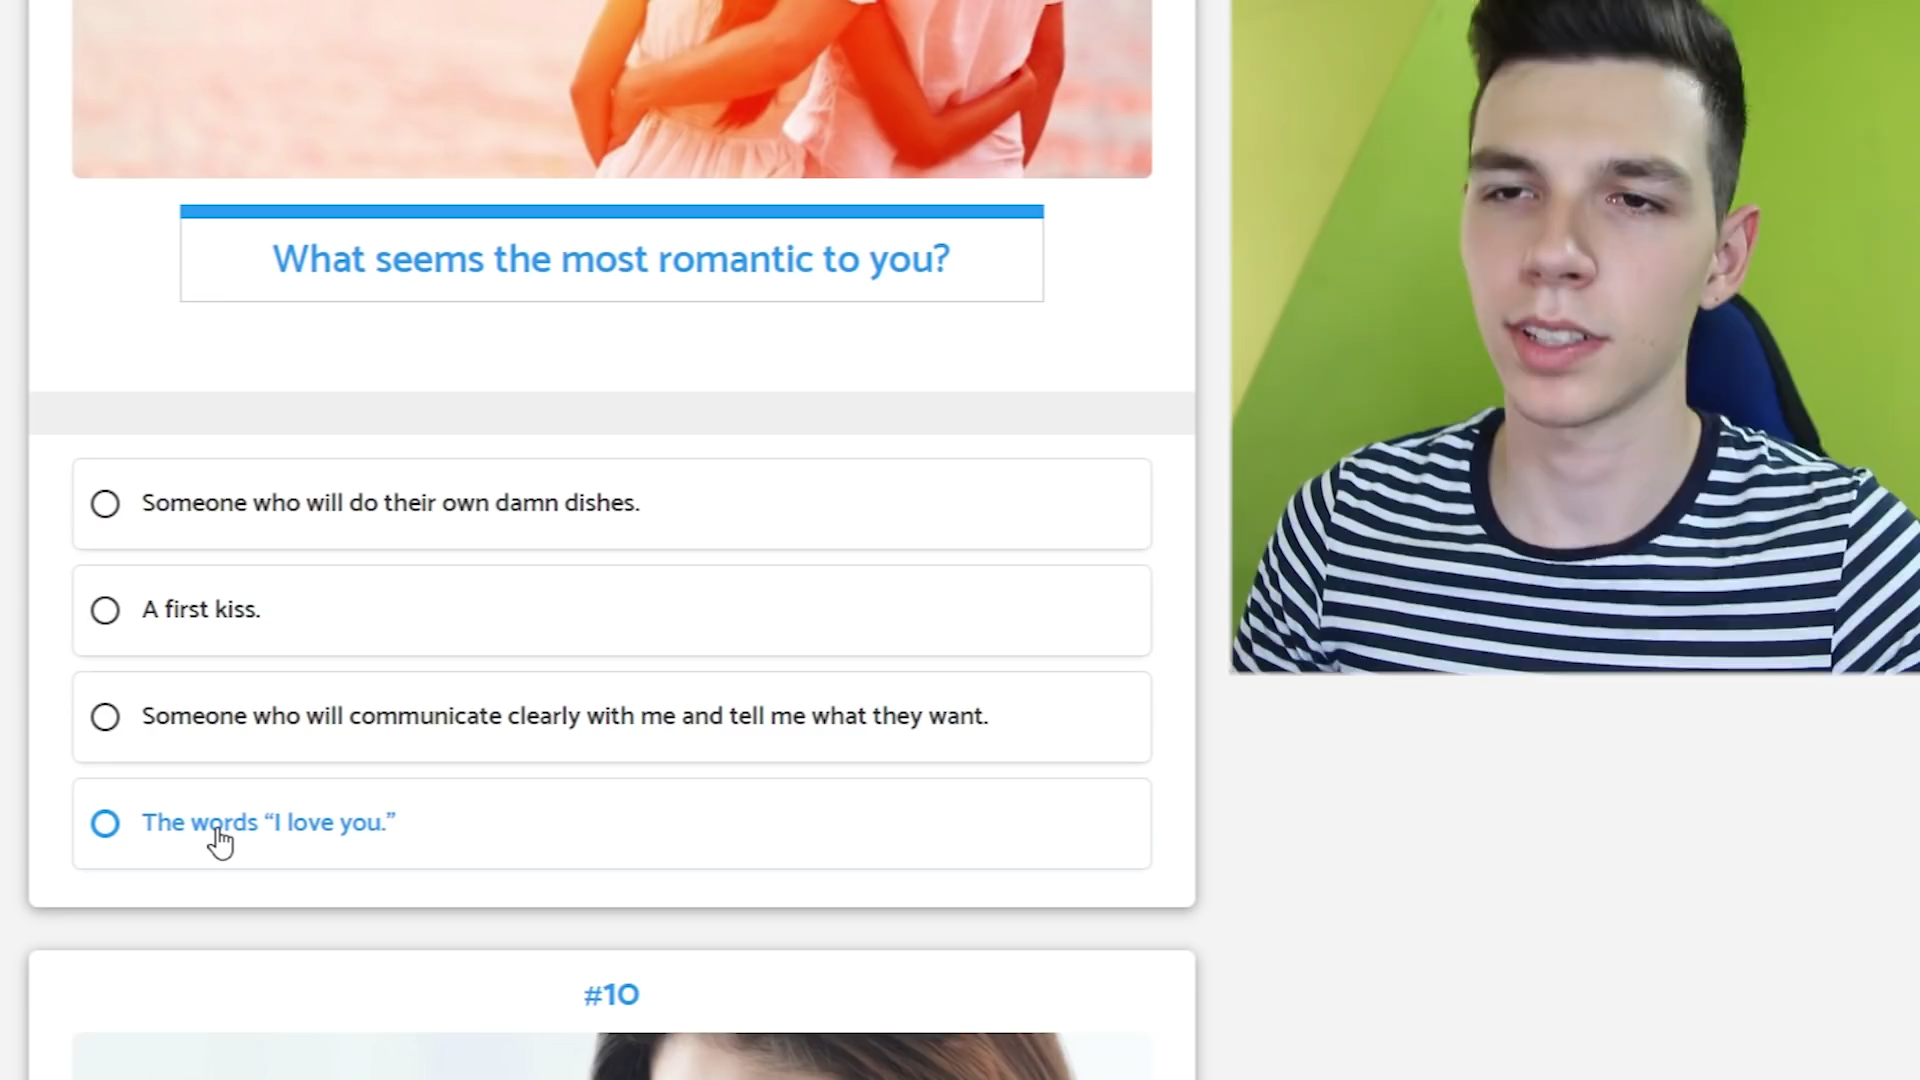 What seems the most romantic to you?
Someone who will do their own damn dishes.
A first kiss.
Someone who will communicate clearly with me and tell me what they want.
The words “I love you.”
#10